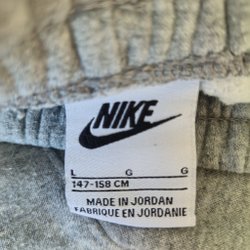 NIKE
L G G
147-158 CM
MADE IN JORDAN
FABRIQUE EN JORDANIE